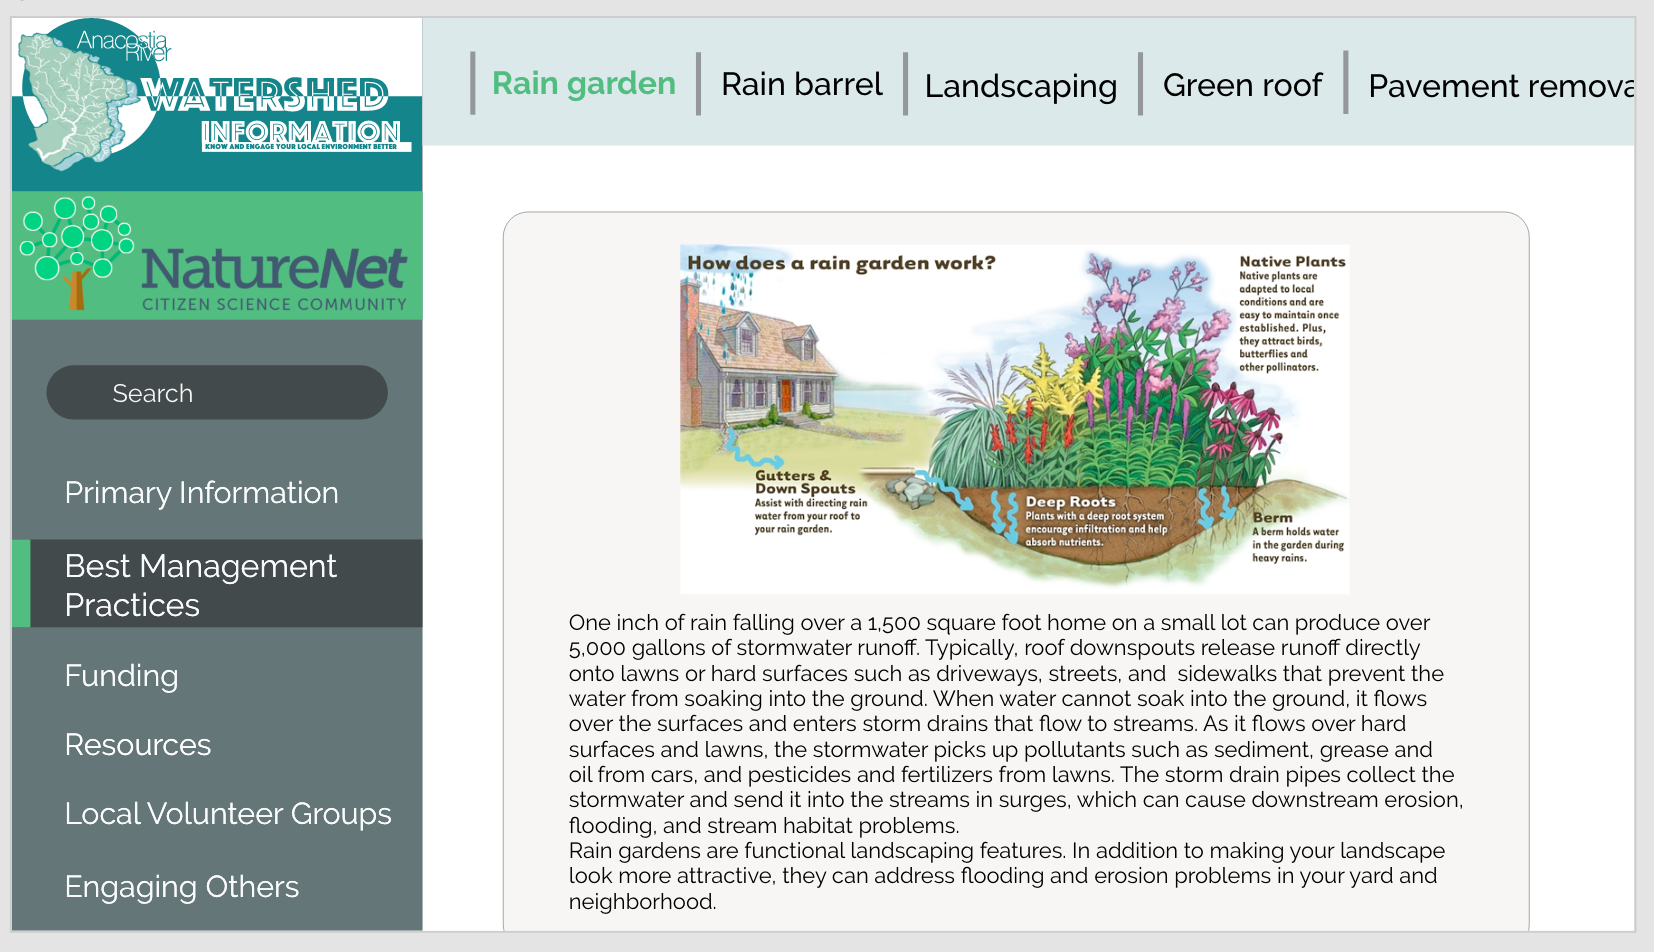 Anacostia
River
WATERSHED
INFORMATION
KNOW AND ENGAGE YOUR LOCAL ENVIRONMENT BETTER
NatureNet
CITIZEN SCIENCE COMMUNITY
Search
Primary Information
Best Management
Practices
Funding
Resources
Local Volunteer Groups
Engaging Others
Rain garden
Rain barrel
Landscaping
Green roof
Pavement remova
How does a rain garden work?
Native Plants
Native plants are
adapted to local
conditions and are
easy to maintain once
established. Plus,
they attract birds,
butterflies and
other pollinators.
Gutters &
Down Spouts
Assist with directing rain
water from your roof to
your rain garden.
Deep Roots
Plants with a deep root system
encourage infiltration and help
absorb nutrients.
Berm
A berm holds water
in the garden during
heavy rains.
One inch of rain falling over a 1,500 square foot home on a small lot can produce over
5,000 gallons of stormwater runoff. Typically, roof downspouts release runoff directly
onto lawns or hard surfaces such as driveways, streets, and  sidewalks that prevent the
water from soaking into the ground. When water cannot soak into the ground, it flows
over the surfaces and enters storm drains that flow to streams. As it flows over hard
surfaces and lawns, the stormwater picks up pollutants such as sediment, grease and
oil from cars, and pesticides and fertilizers from lawns. The storm drain pipes collect the
stormwater and send it into the streams in surges, which can cause downstream erosion,
flooding, and stream habitat problems.
Rain gardens are functional landscaping features. In addition to making your landscape
look more attractive, they can address flooding and erosion problems in your yard and
neighborhood.